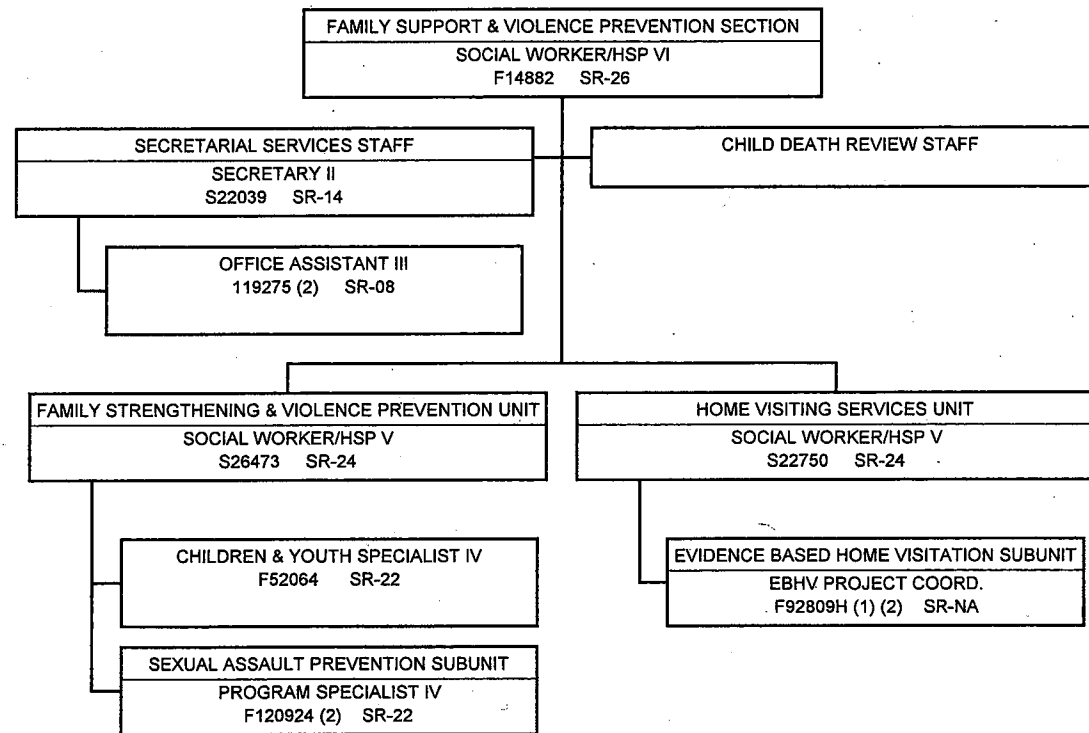 FAMILY SUPPORT & VIOLENCE PREVENTION SECTION
SOCIAL WORKER/HSP VI
F14882 SR-26
SECRETARIAL SERVICES STAFF
SECRETARY II
S22039 SR-14
CHILD DEATH REVIEW STAFF
OFFICE ASSISTANT III
119275 (2) SR-08
FAMILY STRENGTHENING & VIOLENCE PREVENTION UNIT
SOCIAL WORKER/HSP V
S26473 SR-24
HOME VISITING SERVICES UNIT
SOCIAL WORKER/HSP V
S22750 SR-24
CHILDREN & YOUTH SPECIALIST IV
F52064 SR-22
EVIDENCE BASED HOME VISITATION SUBUNIT
EBHV PROJECT COORD.
F92809H (1) (2) SR-NA
SEXUAL ASSAULT PREVENTION SUBUNIT
PROGRAM SPECIALIST IV
F120924 (2) SR-22